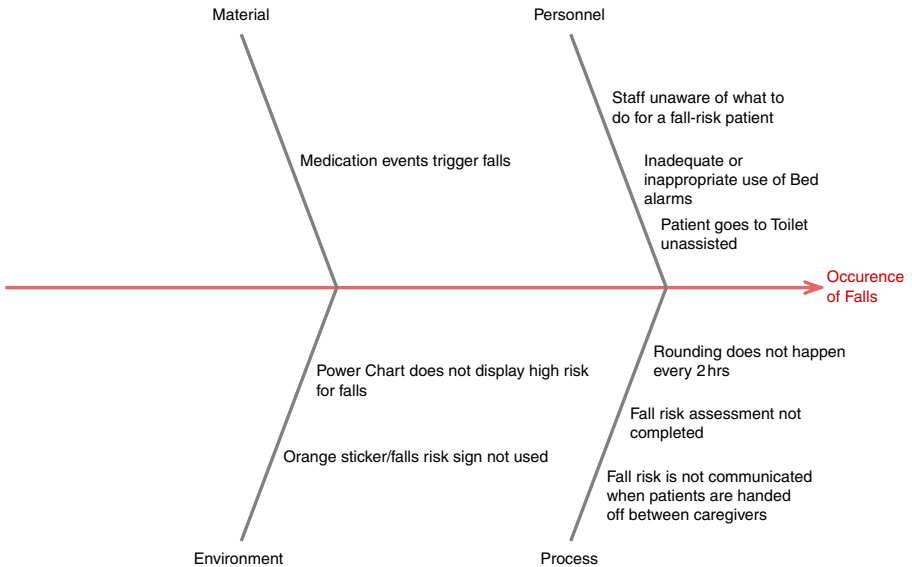 Material
Personnel
Staff unaware of what to
do for a fall-risk patient
Medication events trigger falls
Inadequate or
inappropriate use of Bed
alarms
Patient goes to Toilet
unassisted
Occurence
of Falls
Rounding does not happen
every 2 hrs
Power Chart does not display high risk
for falls
Fall risk assessment not
completed
Orange sticker/falls risk sign not used
Fall risk is not communicated
when patients are handed
off between caregivers
Environment
Process